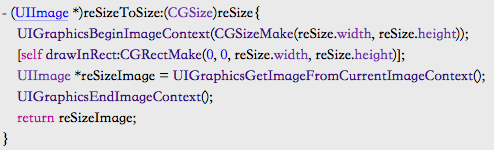 - (UIImage *)reSizeToSize:(CGSize)reSize{
UIGraphicsBeginImageContext(CGSizeMake(reSize.width, reSize.height));
[self drawInRect:CGRectMake(0, 0, reSize.width, reSize.height)];
UIImage *reSizeImage = UIGraphicsGetImageFromCurrentImageContext();
UIGraphicsEndImageContext();
return reSizeImage;
}